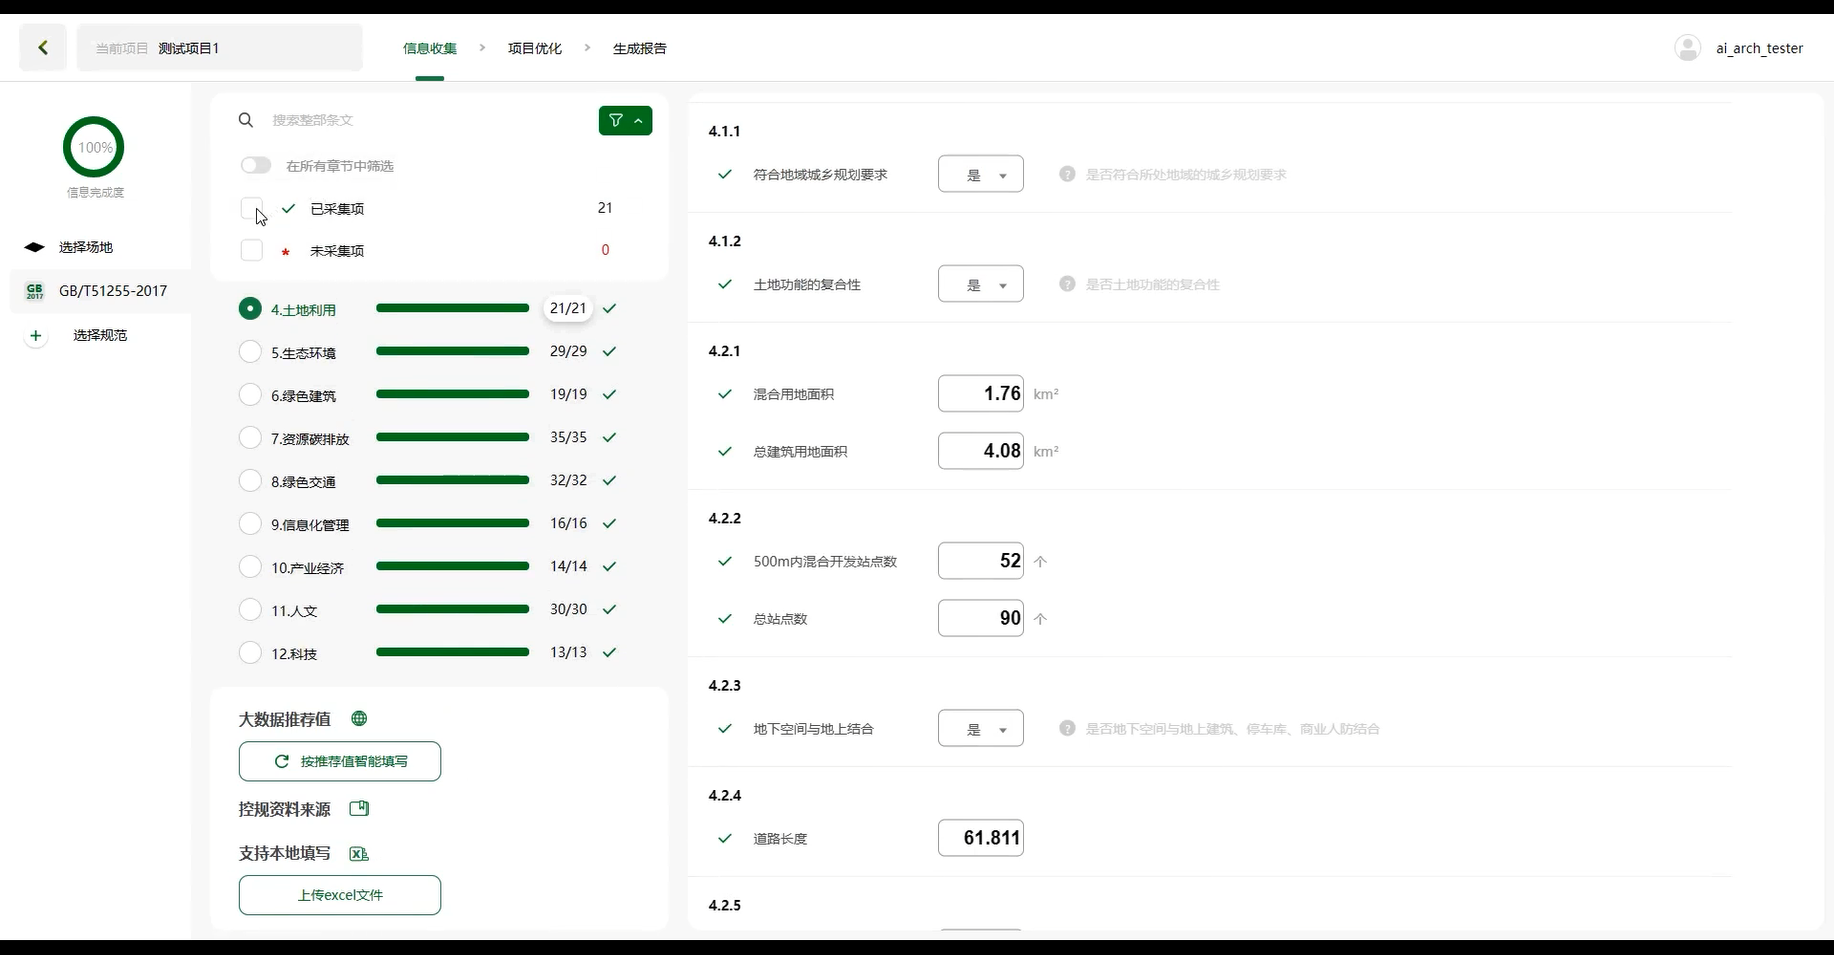 当前项目 测试项目1
信息收集 > 项目优化 > 生成报告
ai_arch_tester
100%
信息完成度
选择场地
GB 2017 GB/T51255-2017
+ 选择规范
搜索整部条文
在所有章节中筛选
已采集项 21
* 未采集项 0
4.土地利用 21/21
5.生态环境 29/29
6.绿色建筑 19/19
7.资源碳排放 35/35
8.绿色交通 32/32
9.信息化管理 16/16
10.产业经济 14/14
11.人文 30/30
12.科技 13/13
大数据推荐值
按推荐值智能填写
控规资料来源
支持本地填写
上传excel文件
4.1.1
符合地域城乡规划要求 是 ? 是否符合所处地域的城乡规划要求
4.1.2
土地功能的复合性 是 ? 是否土地功能的复合性
4.2.1
混合用地面积 1.76 km²
总建筑用地面积 4.08 km²
4.2.2
500m内混合开发站点数 52 个
总站点数 90 个
4.2.3
地下空间与地上结合 是 ? 是否地下空间与地上建筑、停车库、商业人防结合
4.2.4
道路长度 61.811
4.2.5